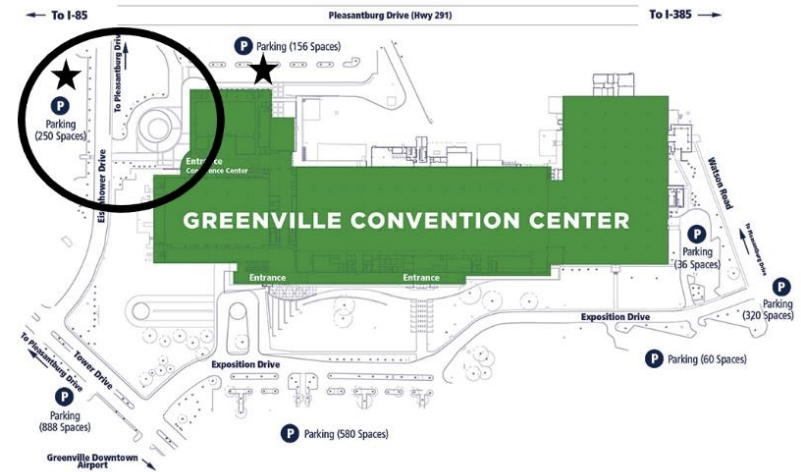 To I-85
Pleasantburg Drive (Hwy 291)
To I-385
P Parking (156 Spaces)
To Pleasantburg Drive
P
Parking
(250 Spaces)
Eisenhower Drive
Entrance
Conference Center
GREENVILLE CONVENTION CENTER
Entrance
Entrance
Watson Road
To Pleasantburg Drive
P
Parking
(36 Spaces)
P
Parking
(320 Spaces)
Exposition Drive
P Parking (60 Spaces)
To Pleasantburg Drive
Tower Drive
Exposition Drive
P
Parking
(888 Spaces)
P Parking (580 Spaces)
Greenville Downtown
Airport